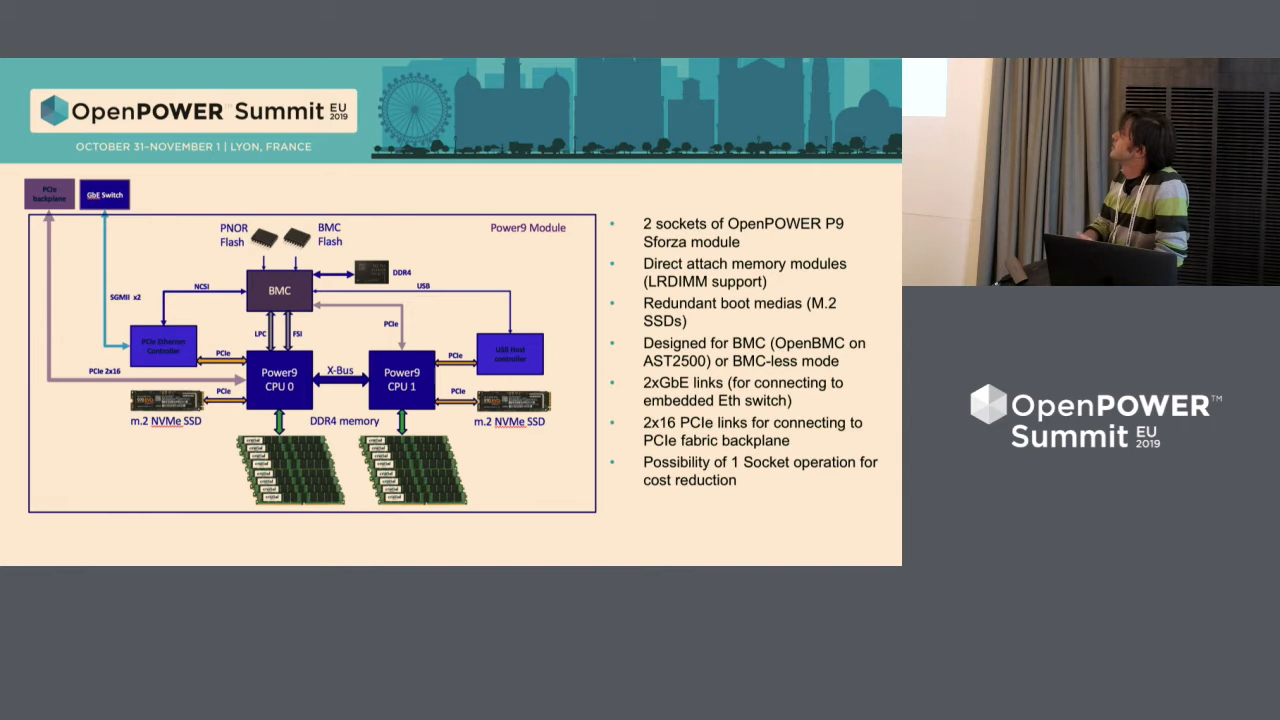 OpenPOWER™ Summit EU 2019
OCTOBER 31-NOVEMBER 1 | LYON, FRANCE
PCIe backplane
GbE Switch
PNOR Flash
BMC Flash
Power9 Module
DDR4
NCSI
BMC
USB
SGMII x2
LPC
FSI
PCIe
PCIe Ethernet Controller
PCIe
PCIe
USB Host controller
Power9 CPU 0
X-Bus
Power9 CPU 1
PCIe 2x16
PCIe
PCIe
m.2 NVMe SSD
DDR4 memory
m.2 NVMe SSD
• 2 sockets of OpenPOWER P9
Sforza module
• Direct attach memory modules
(LRDIMM support)
• Redundant boot medias (M.2
SSDs)
• Designed for BMC (OpenBMC on
AST2500) or BMC-less mode
• 2xGbE links (for connecting to
embedded Eth switch)
• 2x16 PCIe links for connecting to
PCIe fabric backplane
• Possibility of 1 Socket operation for
cost reduction
OpenPOWER™
Summit EU 2019